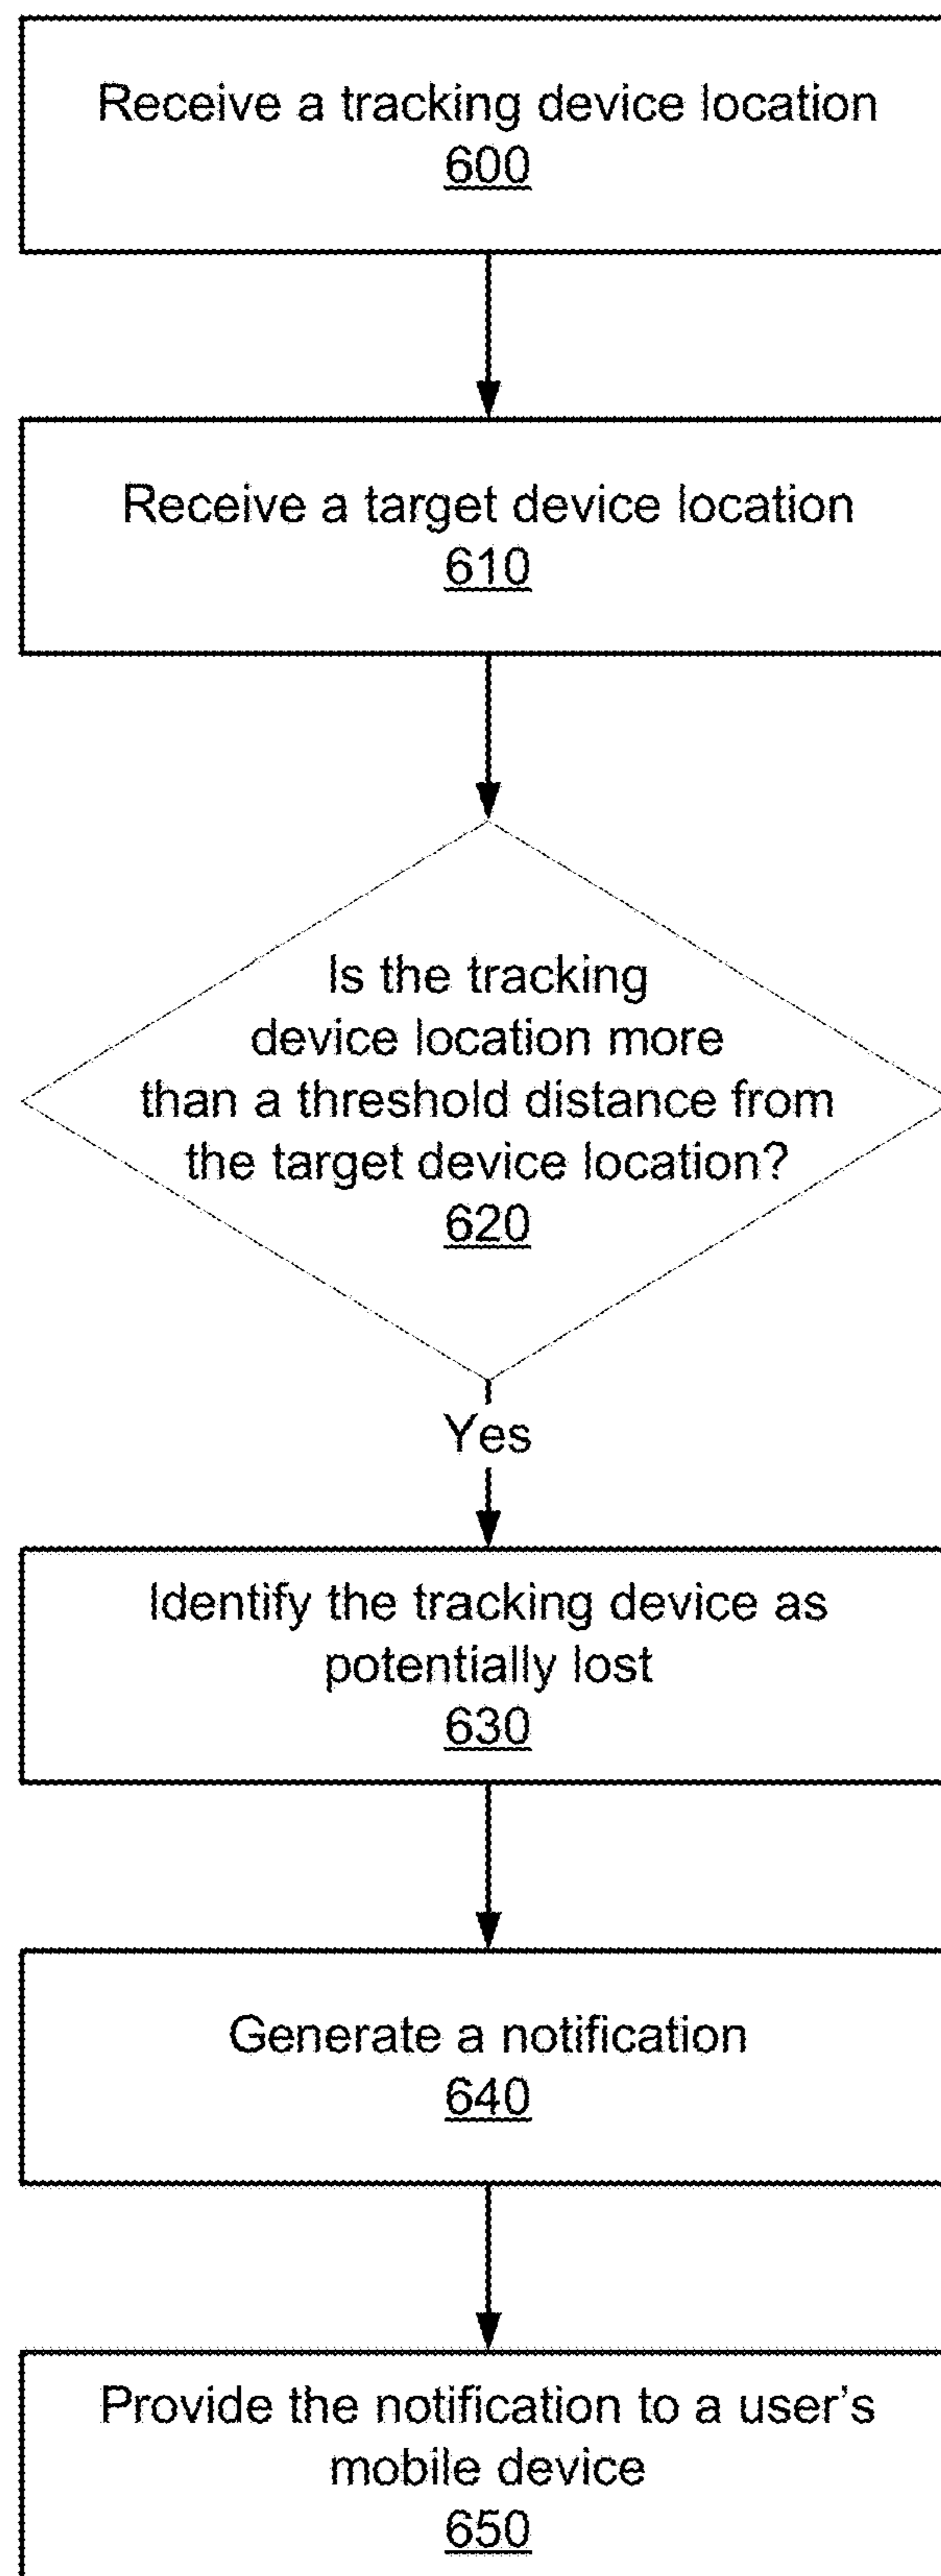 Receive a tracking device location
600
Receive a target device location
610
Is the tracking
device location more
than a threshold distance from
the target device location?
620
Yes
Identify the tracking device as
potentially lost
630
Generate a notification
640
Provide the notification to a user's
mobile device
650